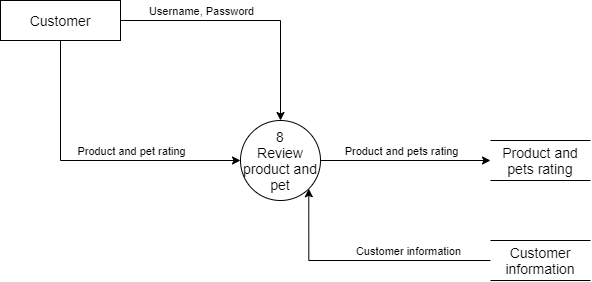 Customer
Username, Password
Product and pet rating
8
Review
product and
pet
Product and pets rating
Product and
pets rating
Customer information
Customer
information